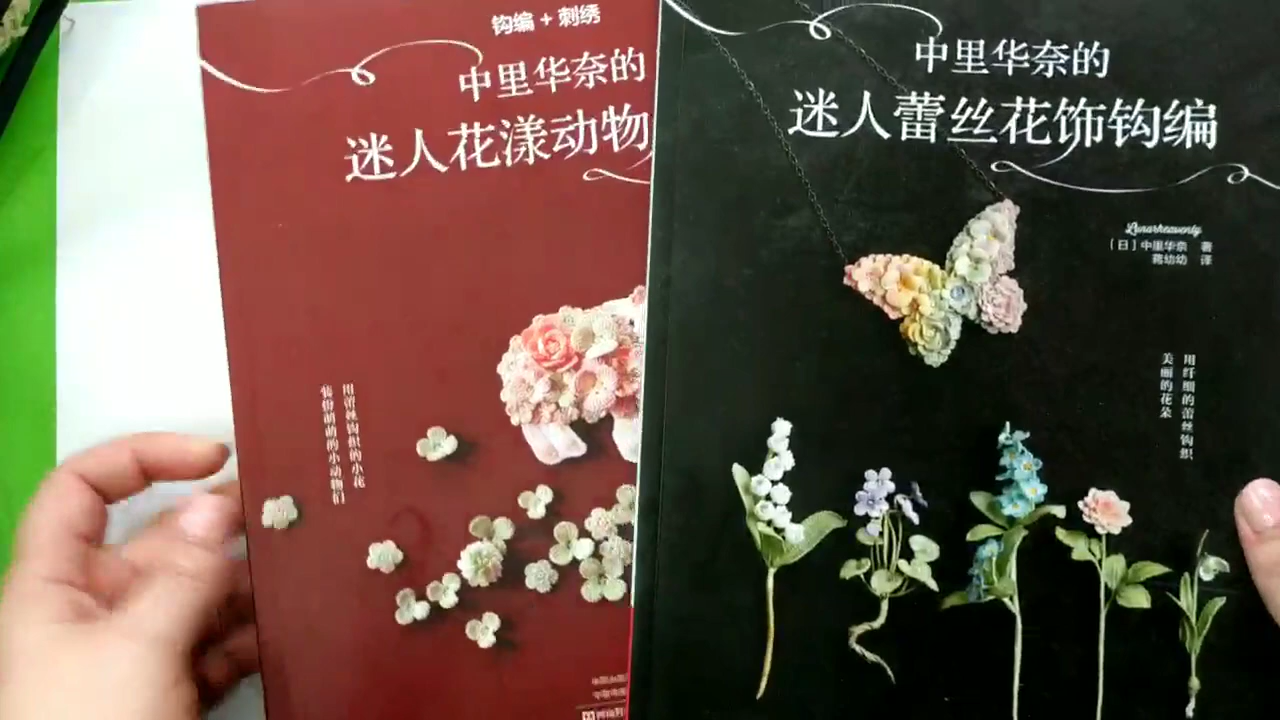 钩编+刺绣
中里华奈的
迷人花漾动物
用蕾丝钩织的小花
装扮萌萌的小动物们
中里华奈的
迷人蕾丝花饰钩编
Lunarheavenly
［日］中里华奈 著
蒋幼幼 译
用纤细的蕾丝钩织
美丽的花朵